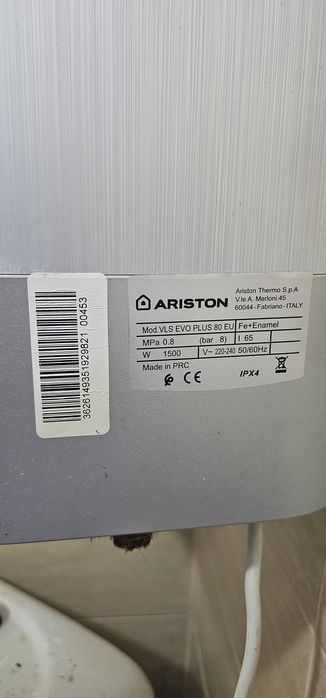 ARISTON
Ariston Thermo S.p.A
V.le A. Merloni.45
60044 - Fabriano - ITALY
Mod.VLS EVO PLUS 80 EU Fe+Enamel
MPa 0.8 (bar 8) l 65
W 1500 V~ 220-240 50/60Hz
Made in PRC
CE IPX4
3626149351929821 00453